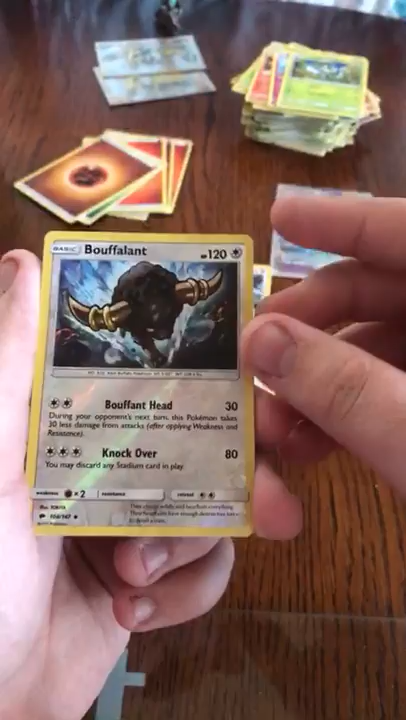 BASIC Bouffalant HP120
Bouffant Head 30
During your opponent's next turn, this Pokémon takes
30 less damage from attacks (after applying Weakness and
Resistance).
Knock Over 80
You may discard any Stadium card in play.
weakness ×2 resistance retreat